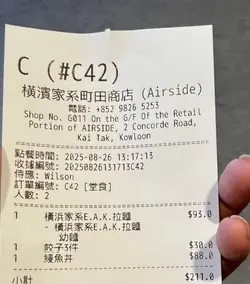 C (#C42)
橫濱家系町田商店 (Airside)
電話: +852 9826 5253
Shop No. G011 On the G/F Of the Retail
Portion of AIRSIDE, 2 Concorde Road,
Kai Tak, Kowloon
點餐時間: 2025-08-26 13:17:13
收據編號: 20250826131713C42
侍應: Wilson
訂單編號: C42 [堂食]
人數: 2
1 橫濱家系E.A.K.拉麵 $93.0
- 橫濱家系E.A.K.拉麵
幼麵
1 餃子3件 $30.0
1 鰻魚丼 $88.0
小計 $211.0